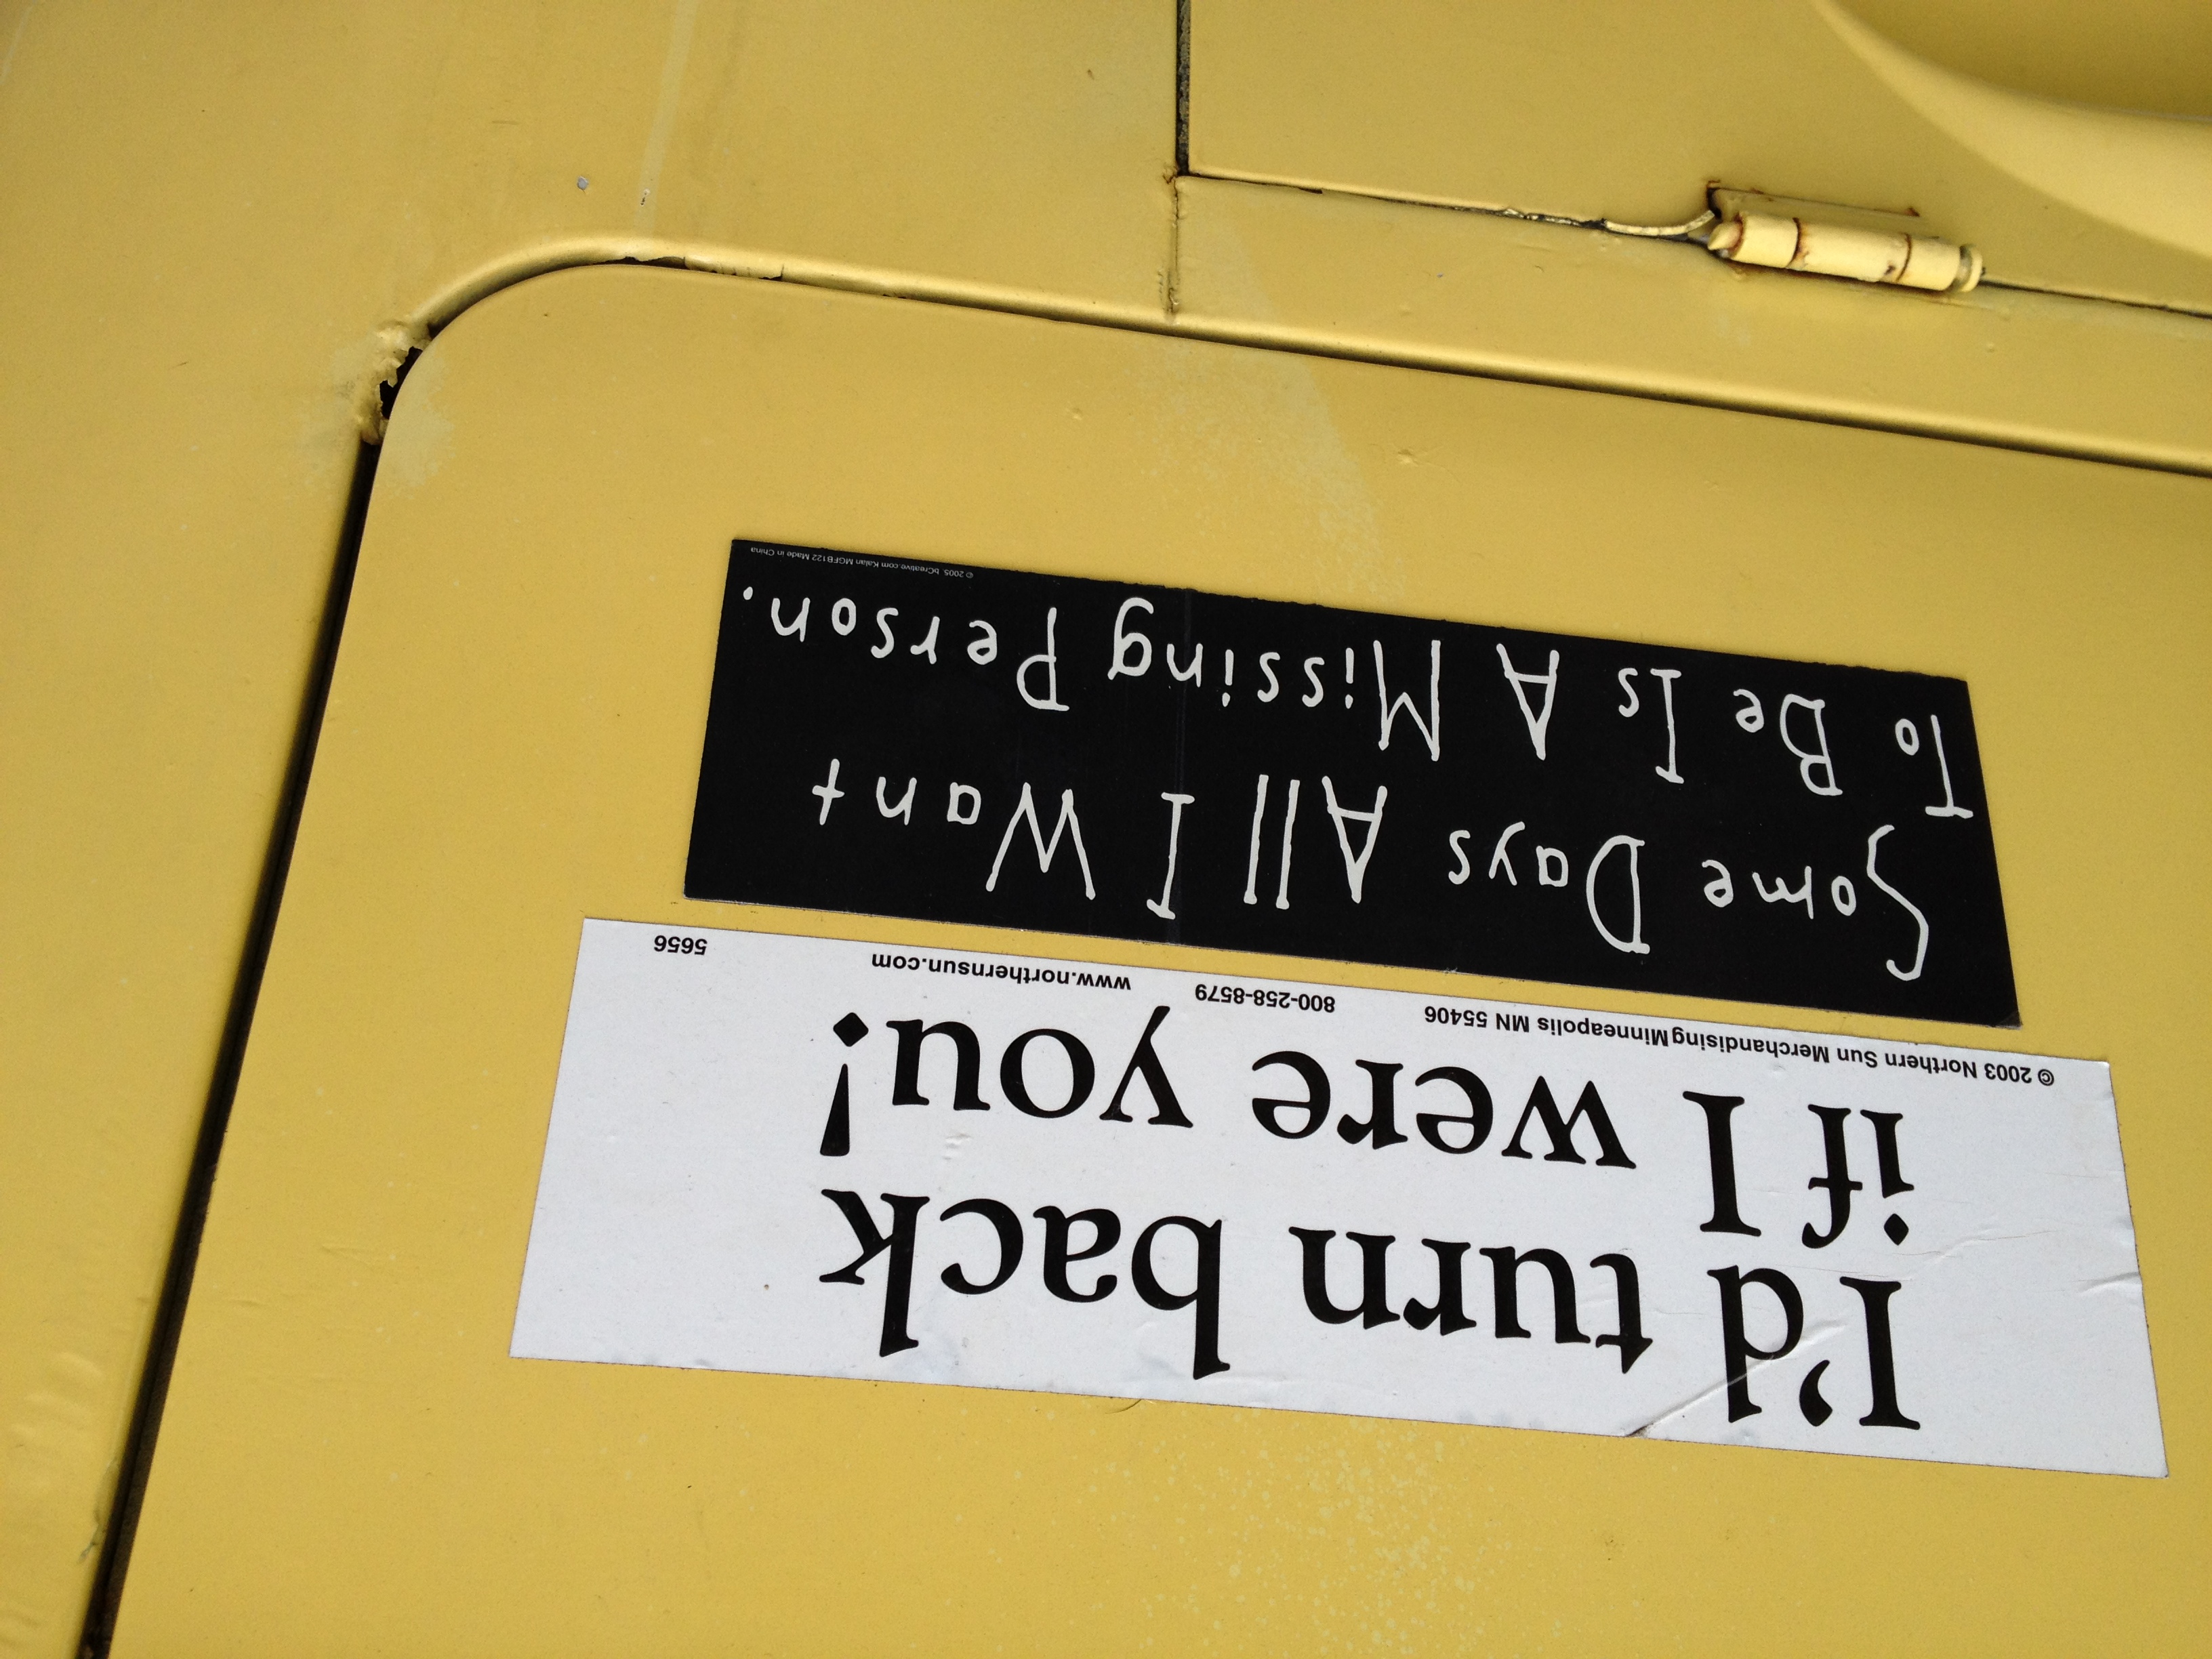 I'd turn back
if I were you!
© 2003 Northern Sun Merchandising Minneapolis MN 55406 800-258-8579 www.northernsun.com 5656
Some Days All I Want
To Be Is A Missing Person.
© 2005. bCreative.com Kalan MGFB122 Made in China